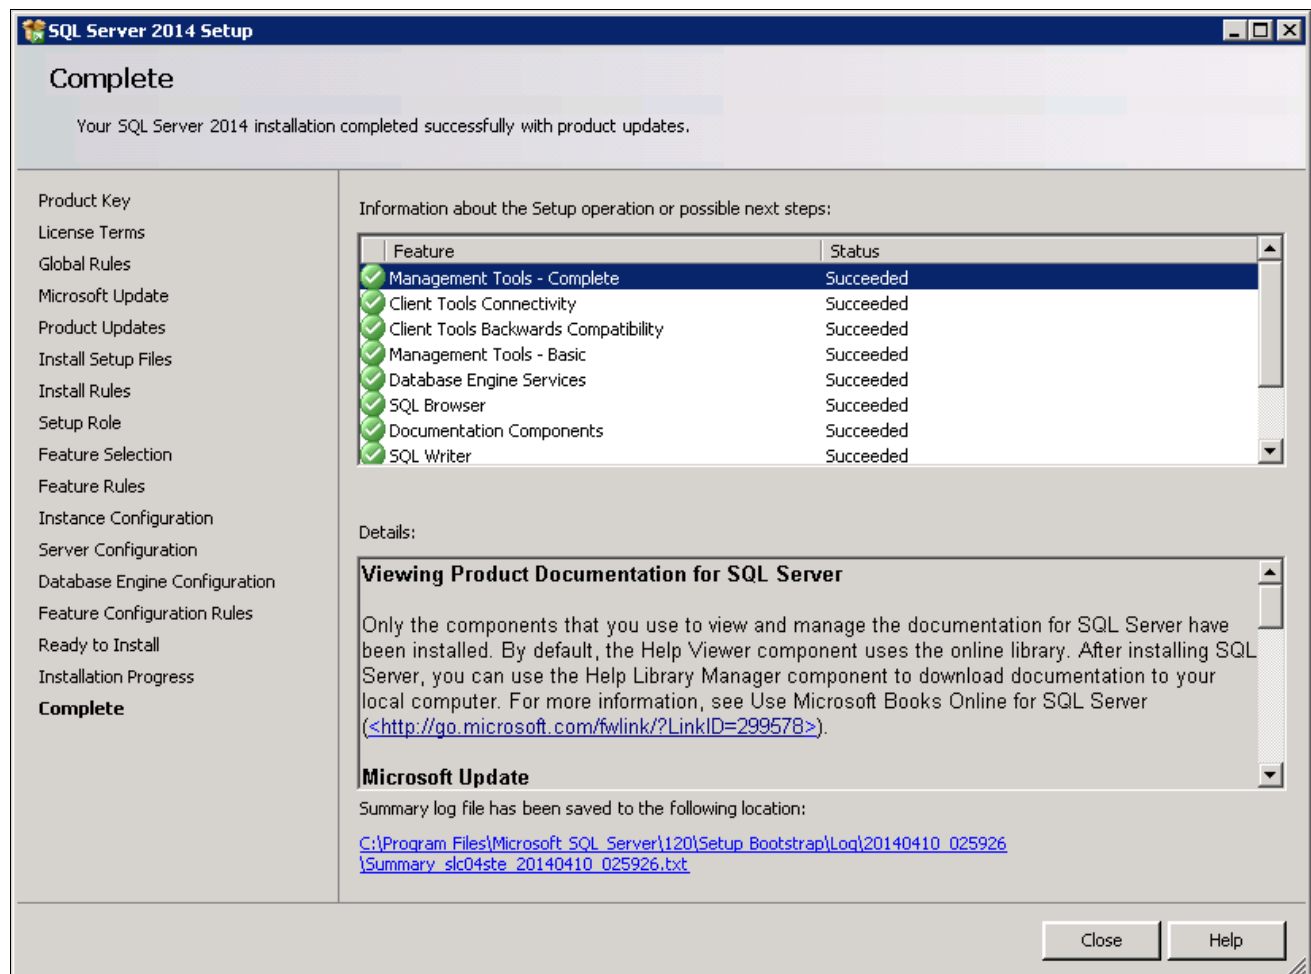 SQL Server 2014 Setup
Complete
Your SQL Server 2014 installation completed successfully with product updates.
Product Key
License Terms
Global Rules
Microsoft Update
Product Updates
Install Setup Files
Install Rules
Setup Role
Feature Selection
Feature Rules
Instance Configuration
Server Configuration
Database Engine Configuration
Feature Configuration Rules
Ready to Install
Installation Progress
Complete
Information about the Setup operation or possible next steps:
Feature Status
Management Tools - Complete Succeeded
Client Tools Connectivity Succeeded
Client Tools Backwards Compatibility Succeeded
Management Tools - Basic Succeeded
Database Engine Services Succeeded
SQL Browser Succeeded
Documentation Components Succeeded
SQL Writer Succeeded
Details:
Viewing Product Documentation for SQL Server
Only the components that you use to view and manage the documentation for SQL Server have
been installed. By default, the Help Viewer component uses the online library. After installing SQL
Server, you can use the Help Library Manager component to download documentation to your
local computer. For more information, see Use Microsoft Books Online for SQL Server
(<http://go.microsoft.com/fwlink/?LinkID=299578>).
Microsoft Update
Summary log file has been saved to the following location:
C:\Program Files\Microsoft SQL Server\120\Setup Bootstrap\Log\20140410_025926
\Summary_slc04ste_20140410_025926.txt
Close Help